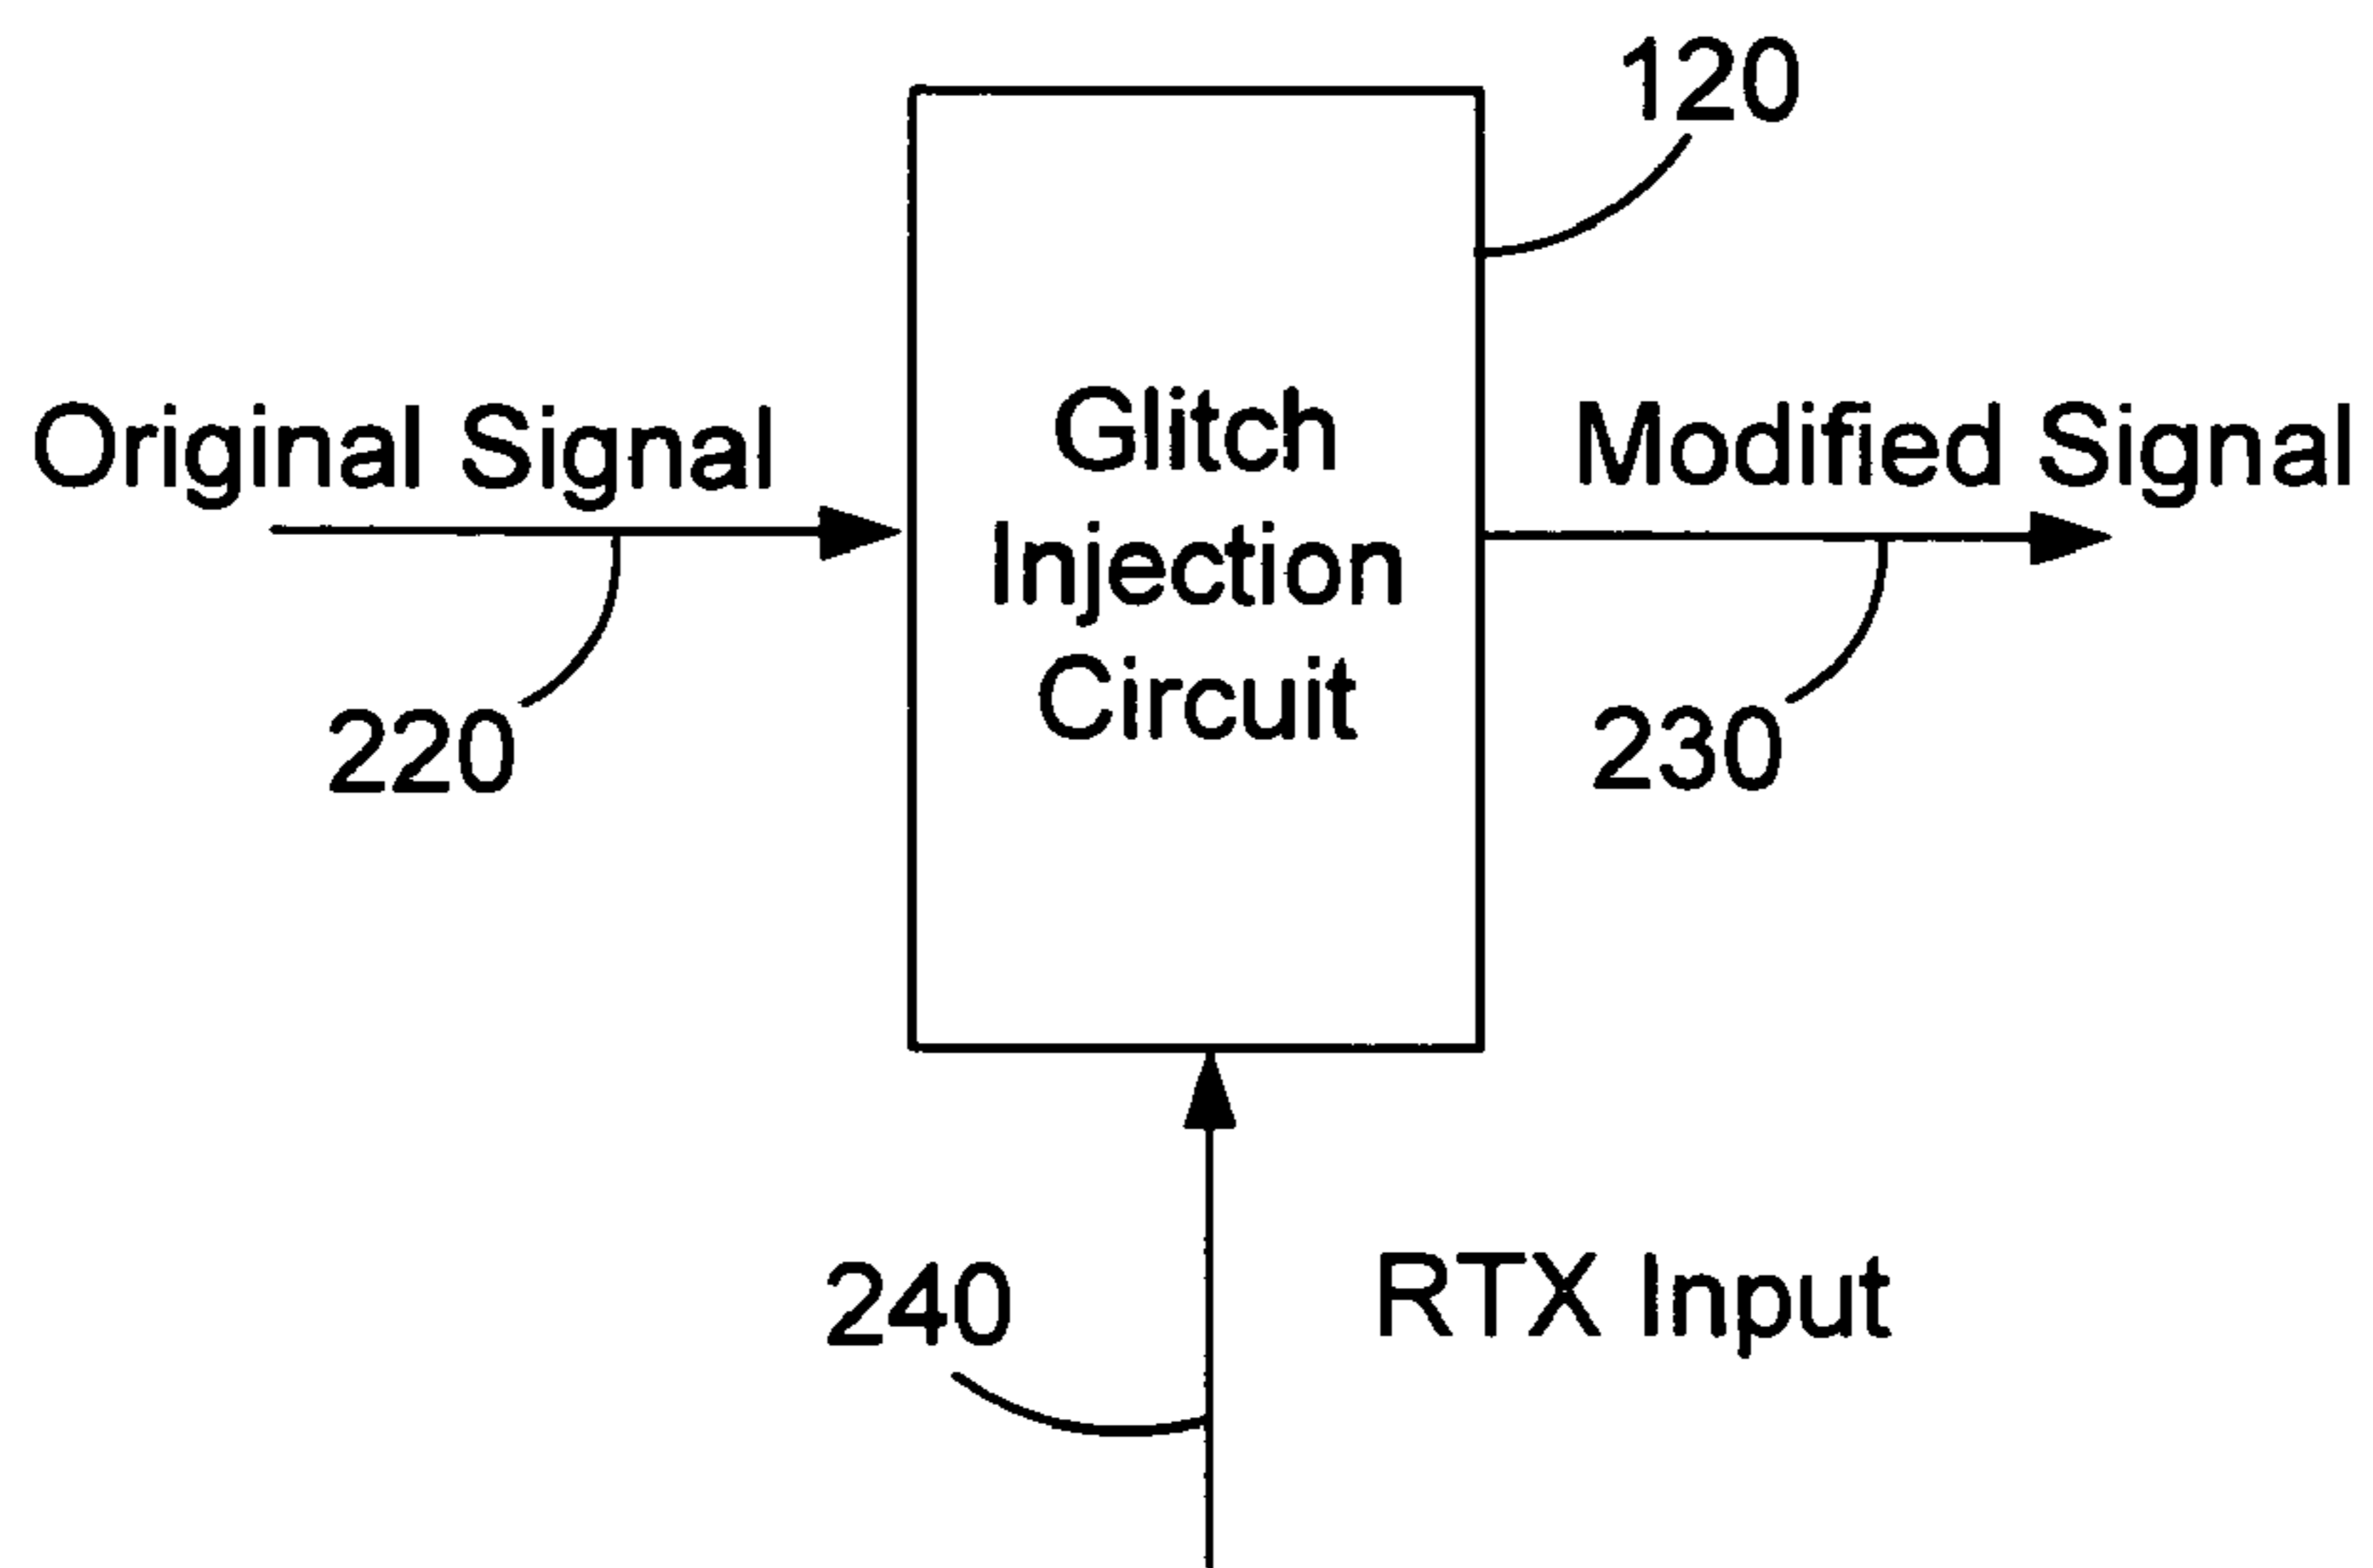 120
Original Signal
Glitch
Injection
Circuit
Modified Signal
220
230
240
RTX Input